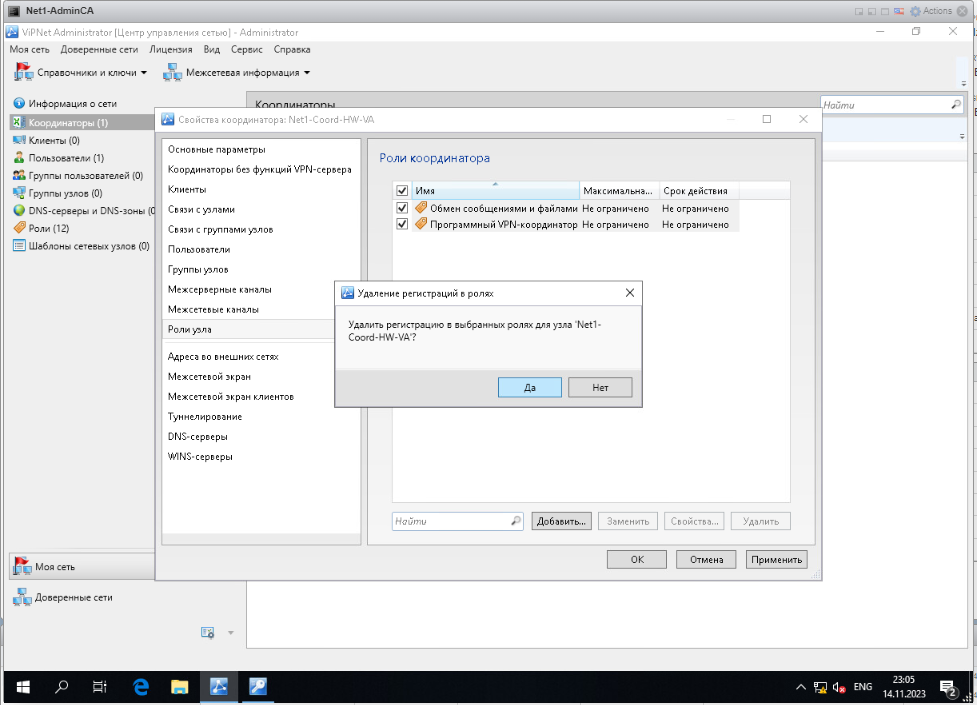 Net1-AdminCA
Actions
ViPNet Administrator [Центр управления сетью] - Administrator
Моя сеть Доверенные сети Лицензия Вид Сервис Справка
Справочники и ключи Межсетевая информация
Информация о сети
Координаторы (1)
Клиенты (0)
Пользователи (1)
Группы пользователей (0)
Группы узлов (0)
DNS-серверы и DNS-зоны (0
Роли (12)
Шаблоны сетевых узлов (0)
Моя сеть
Доверенные сети
Координаторы
Найти
Свойства координатора: Net1-Coord-HW-VA
Основные параметры
Координаторы без функций VPN-сервера
Клиенты
Связи с узлами
Связи с группами узлов
Пользователи
Группы узлов
Межсерверные каналы
Межсетевые каналы
Роли узла
Адреса во внешних сетях
Межсетевой экран
Межсетевой экран клиентов
Туннелирование
DNS-серверы
WINS-серверы
Роли координатора
Имя Максимальна... Срок действия
Обмен сообщениями и файлами Не ограничено Не ограничено
Программный VPN-координатор Не ограничено Не ограничено
Удаление регистраций в ролях
Удалить регистрацию в выбранных ролях для узла 'Net1-
Coord-HW-VA'?
Да Нет
Найти Добавить... Заменить Свойства... Удалить
ОК Отмена Применить
ENG
23:05
14.11.2023
2